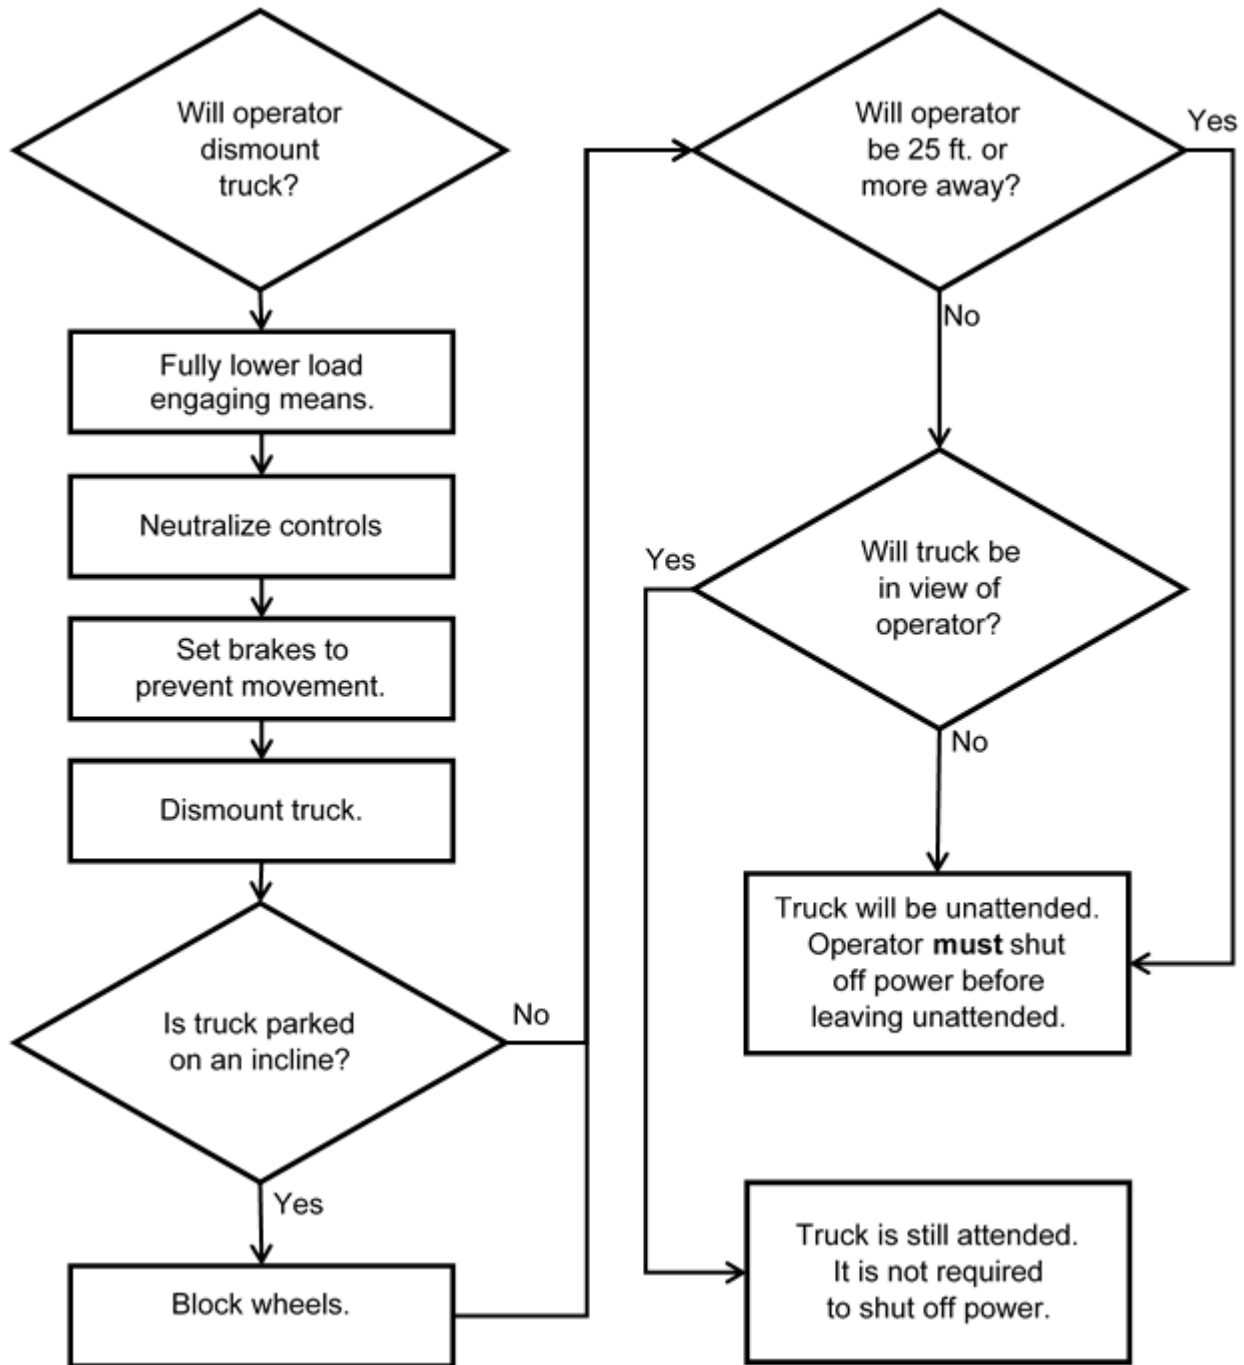 Will operator
dismount
truck?
Fully lower load
engaging means.
Neutralize controls
Set brakes to
prevent movement.
Dismount truck.
Is truck parked
on an incline?
No
Yes
Block wheels.
Will operator
be 25 ft. or
more away?
Yes
No
Will truck be
in view of
operator?
Yes
No
Truck will be unattended.
Operator must shut
off power before
leaving unattended.
Truck is still attended.
It is not required
to shut off power.